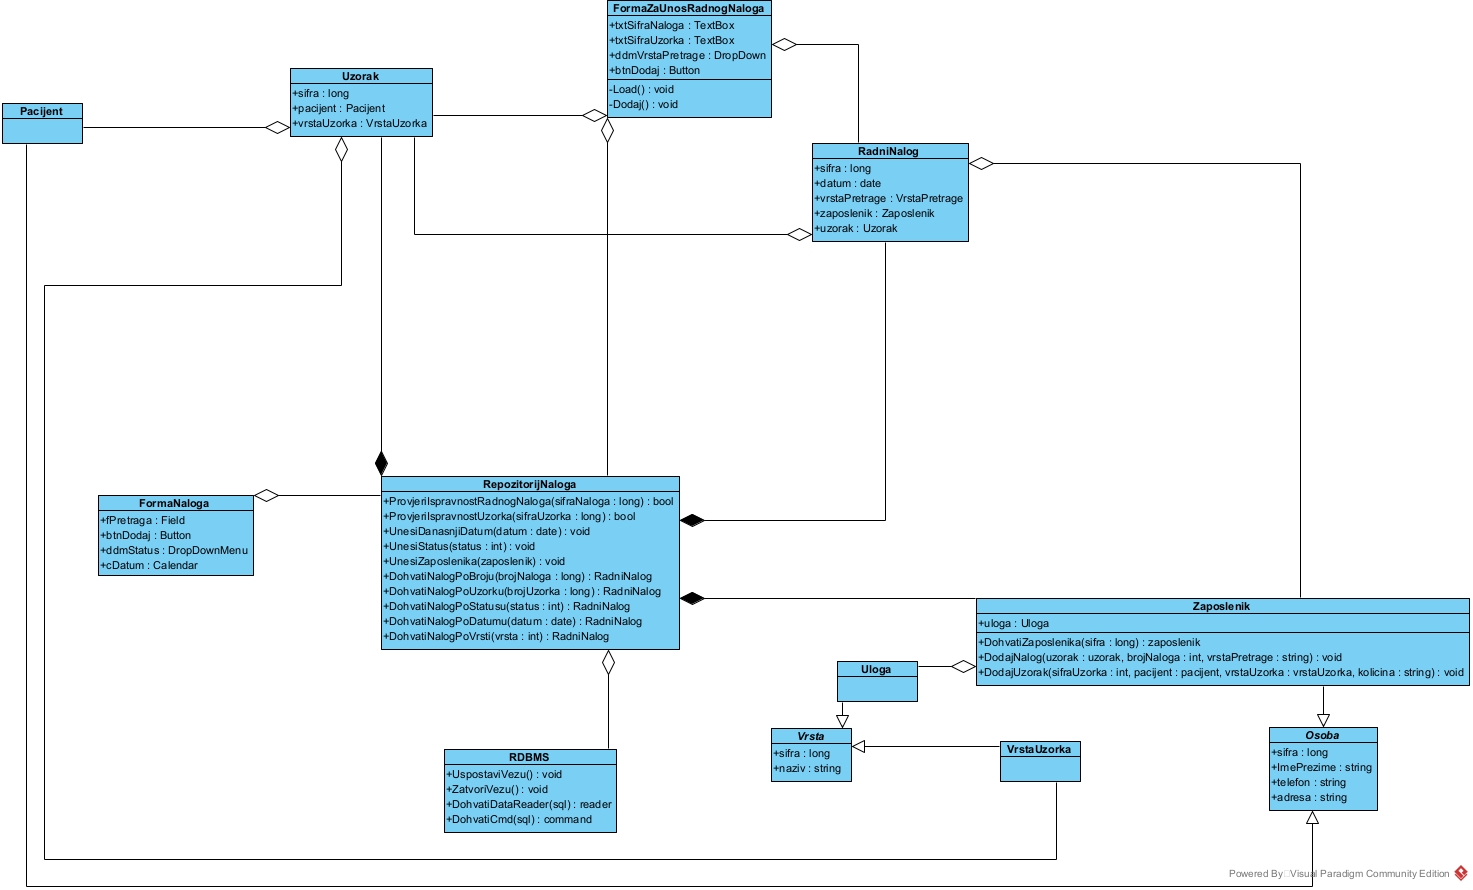 FormaZaUnosRadnogNaloga
+txtSifraNaloga : TextBox
+txtSifraUzorka : TextBox
+ddmVrstaPretrage : DropDown
+btnDodaj : Button
-Load() : void
-Dodaj() : void
Uzorak
+sifra : long
+pacijent : Pacijent
+vrstaUzorka : VrstaUzorka
Pacijent
RadniNalog
+sifra : long
+datum : date
+vrstaPretrage : VrstaPretrage
+zaposlenik : Zaposlenik
+uzorak : Uzorak
RepozitorijNaloga
+ProvjeriIspravnostRadnogNaloga(sifraNaloga : long) : bool
+ProvjeriIspravnostUzorka(sifraUzorka : long) : bool
+UnesiDanasnjiDatum(datum : date) : void
+UnesiStatus(status : int) : void
+UnesiZaposlenika(zaposlenik) : void
+DohvatiNalogPoBroju(brojNaloga : long) : RadniNalog
+DohvatiNalogPoUzorku(brojUzorka : long) : RadniNalog
+DohvatiNalogPoStatusu(status : int) : RadniNalog
+DohvatiNalogPoDatumu(datum : date) : RadniNalog
+DohvatiNalogPoVrsti(vrsta : int) : RadniNalog
FormaNaloga
+fPretraga : Field
+btnDodaj : Button
+ddmStatus : DropDownMenu
+cDatum : Calendar
Zaposlenik
+uloga : Uloga
+DohvatiZaposlenika(sifra : long) : zaposlenik
+DodajNalog(uzorak : uzorak, brojNaloga : int, vrstaPretrage : string) : void
+DodajUzorak(sifraUzorka : int, pacijent : pacijent, vrstaUzorka : vrstaUzorka, kolicina : string) : void
Uloga
Vrsta
+sifra : long
+naziv : string
VrstaUzorka
Osoba
+sifra : long
+ImePrezime : string
+telefon : string
+adresa : string
RDBMS
+UspostaviVezu() : void
+ZatvoriVezu() : void
+DohvatiDataReader(sql) : reader
+DohvatiCmd(sql) : command
Powered By Visual Paradigm Community Edition